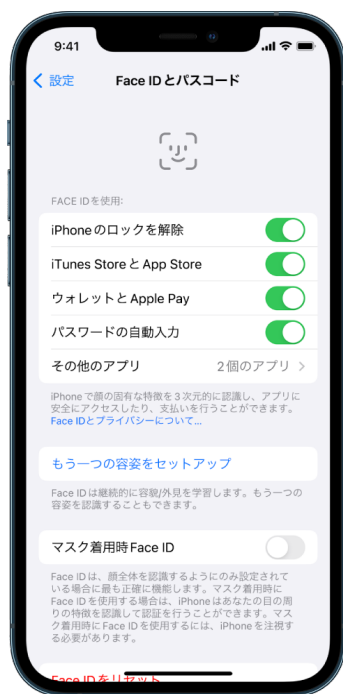 9:41
設定
Face IDとパスコード
FACE IDを使用:
iPhoneのロックを解除
iTunes StoreとApp Store
ウォレットとApple Pay
パスワードの自動入力
その他のアプリ 2個のアプリ
iPhoneで顔の固有な特徴を3次元的に認識し、アプリに
安全にアクセスしたり、支払いを行うことができます。
Face IDとプライバシーについて...
もう一つの容姿をセットアップ
Face IDは継続的に容貌/外見を学習します。もう一つの
容姿を認識することもできます。
マスク着用時Face ID
Face IDは、顔全体を認識するようにのみ設定されて
いる場合に最も正確に機能します。マスク着用時に
Face IDを使用する場合は、iPhoneはあなたの目の周
りの特徴を認識して認証を行うことができます。マス
ク着用時にFace IDを使用するには、iPhoneを注視す
る必要があります。
Face IDをリセット